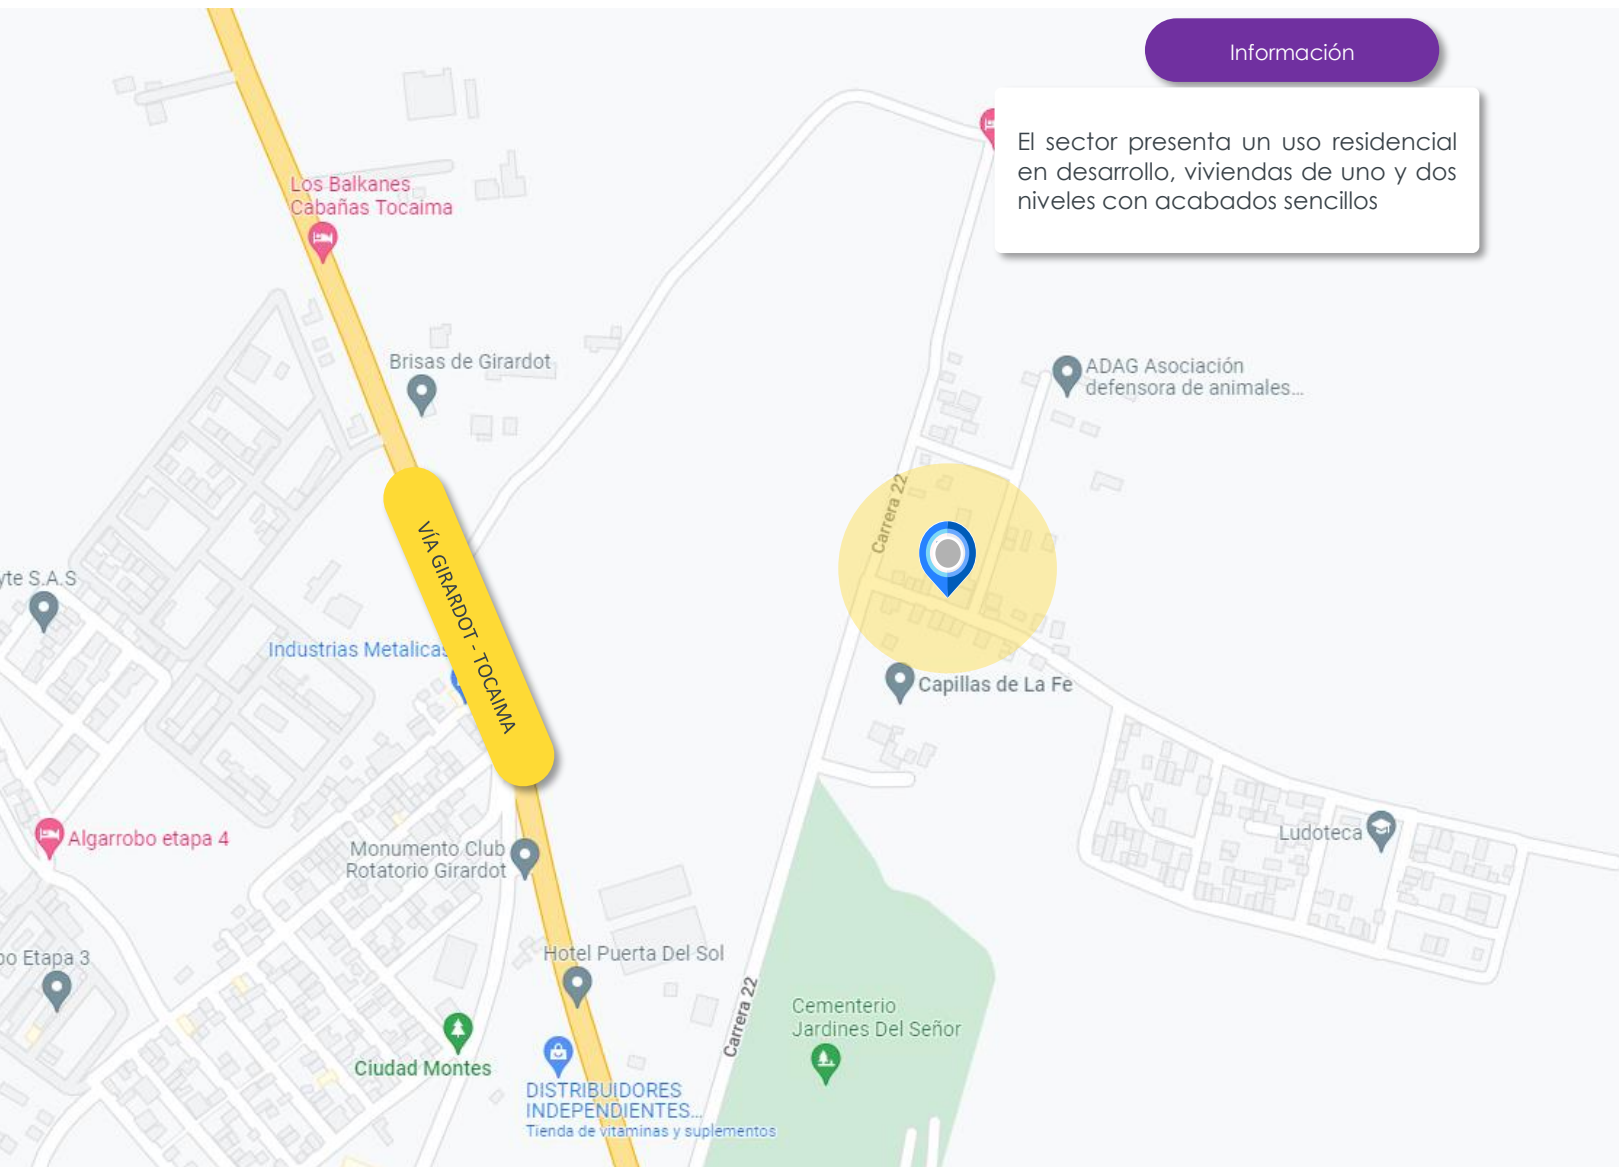 Información
El sector presenta un uso residencial
en desarrollo, viviendas de uno y dos
niveles con acabados sencillos
Los Balkanes
Cabañas Tocaima
Brisas de Girardot
ADAG Asociación
defensora de animales...
Carrera 22
VÍA GIRARDOT - TOCAIMA
yte S.A.S
Industrias Metalicas
Capillas de La Fe
Algarrobo etapa 4
Monumento Club
Rotatorio Girardot
Ludoteca
bo Etapa 3
Hotel Puerta Del Sol
Carrera 22
Cementerio
Jardines Del Señor
Ciudad Montes
DISTRIBUIDORES
INDEPENDIENTES...
Tienda de vitaminas y suplementos